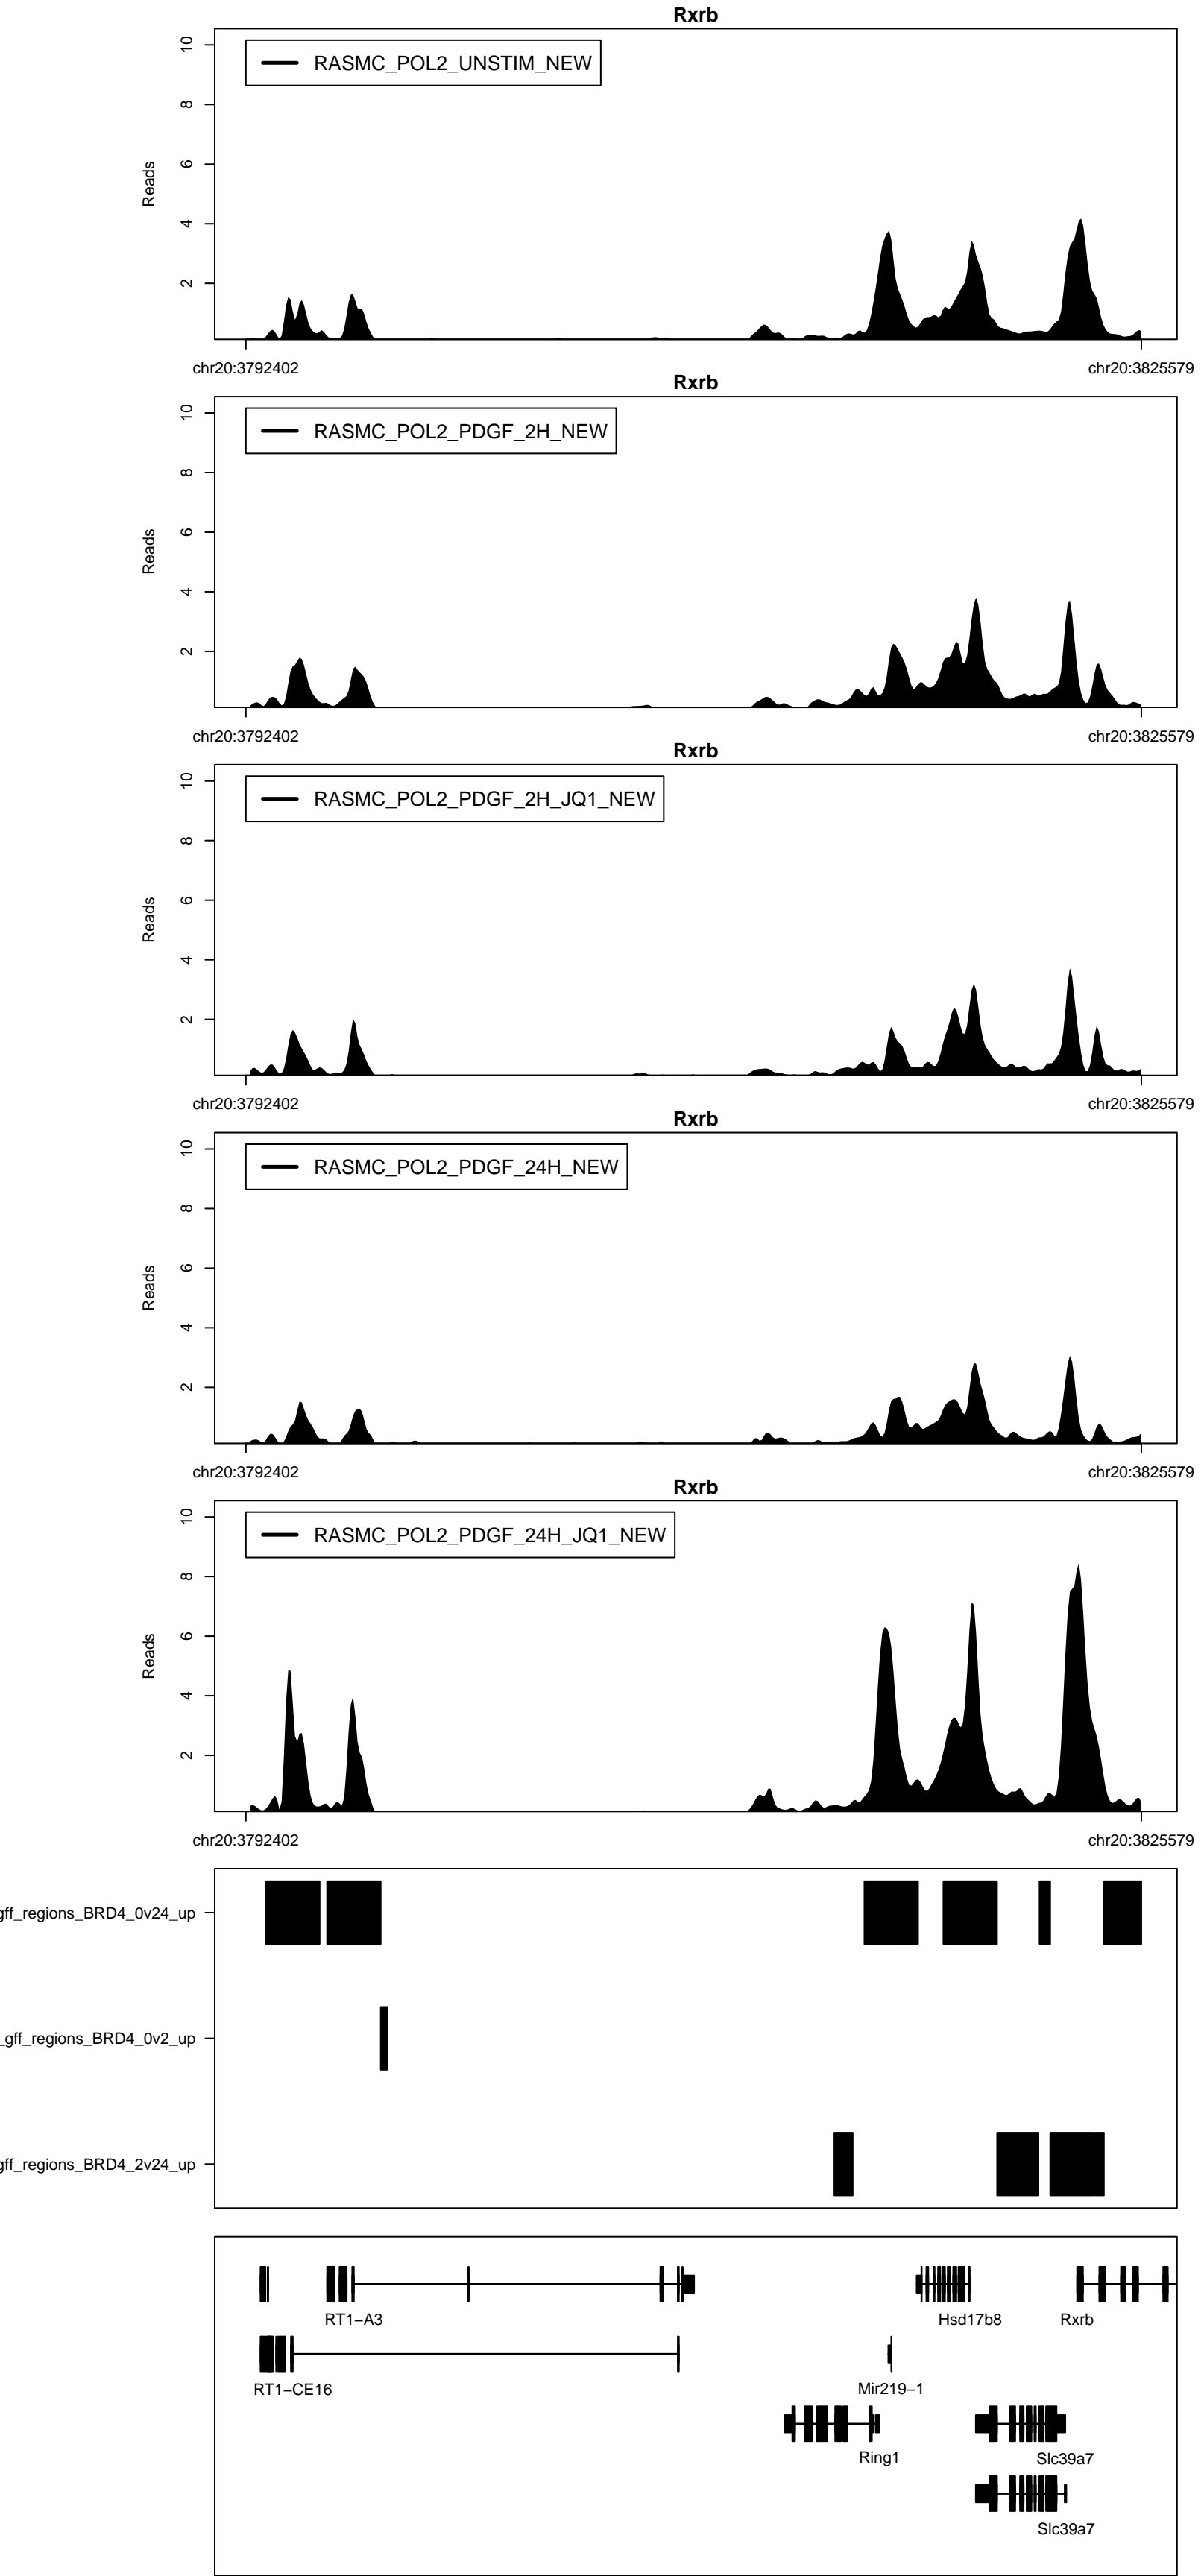 Rxrb
10
8
6
4
2
Reads
RASMC_POL2_UNSTIM_NEW
chr20:3792402
chr20:3825579
Rxrb
10
8
6
4
2
Reads
RASMC_POL2_PDGF_2H_NEW
chr20:3792402
chr20:3825579
Rxrb
10
8
6
4
2
Reads
RASMC_POL2_PDGF_2H_JQ1_NEW
chr20:3792402
chr20:3825579
Rxrb
10
8
6
4
2
Reads
RASMC_POL2_PDGF_24H_NEW
chr20:3792402
chr20:3825579
Rxrb
10
8
6
4
2
Reads
RASMC_POL2_PDGF_24H_JQ1_NEW
chr20:3792402
chr20:3825579
gff_regions_BRD4_0v24_up
_gff_regions_BRD4_0v2_up
gff_regions_BRD4_2v24_up
RT1−A3
Hsd17b8
Rxrb
RT1−CE16
Mir219−1
Ring1
Slc39a7
Slc39a7